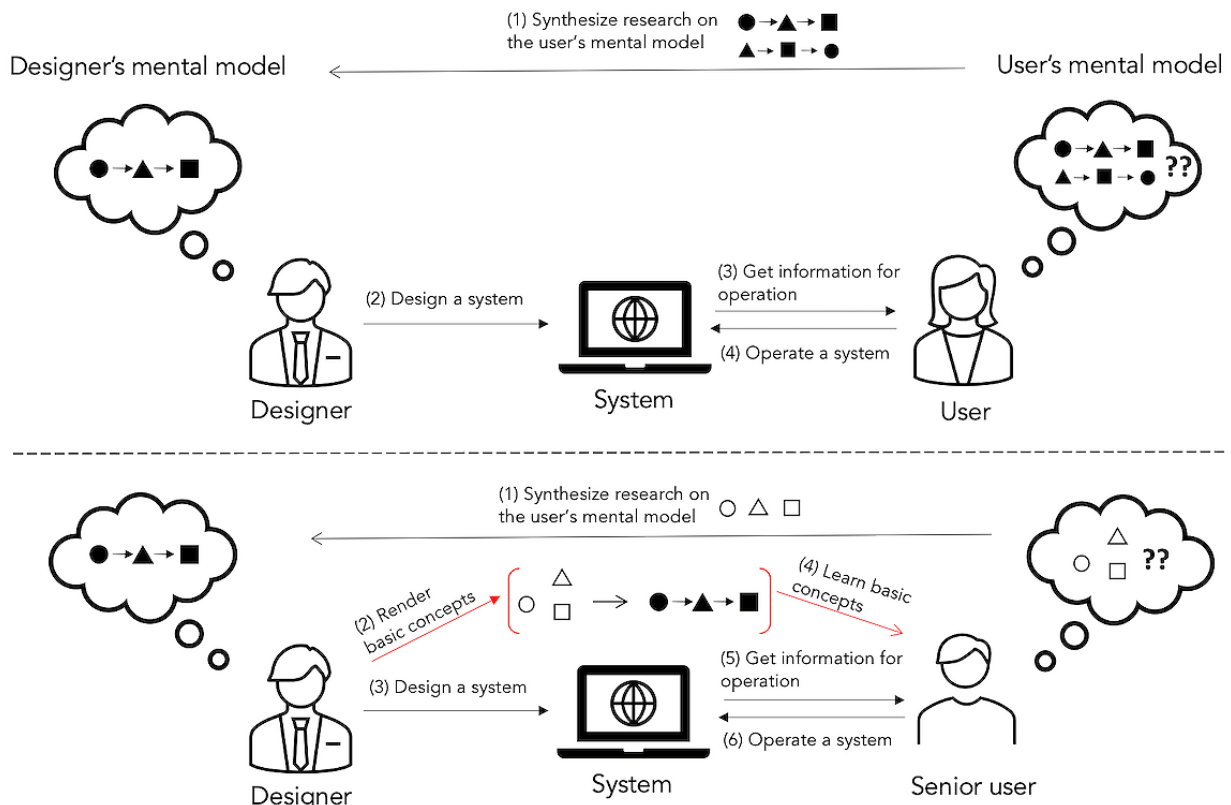 (1) Synthesize research on
the user's mental model
Designer's mental model
User's mental model
??
(2) Design a system
(3) Get information for
operation
(4) Operate a system
Designer
System
User
(1) Synthesize research on
the user's mental model
??
(2) Render
basic concepts
(4) Learn basic
concepts
(3) Design a system
(5) Get information for
operation
(6) Operate a system
Designer
System
Senior user